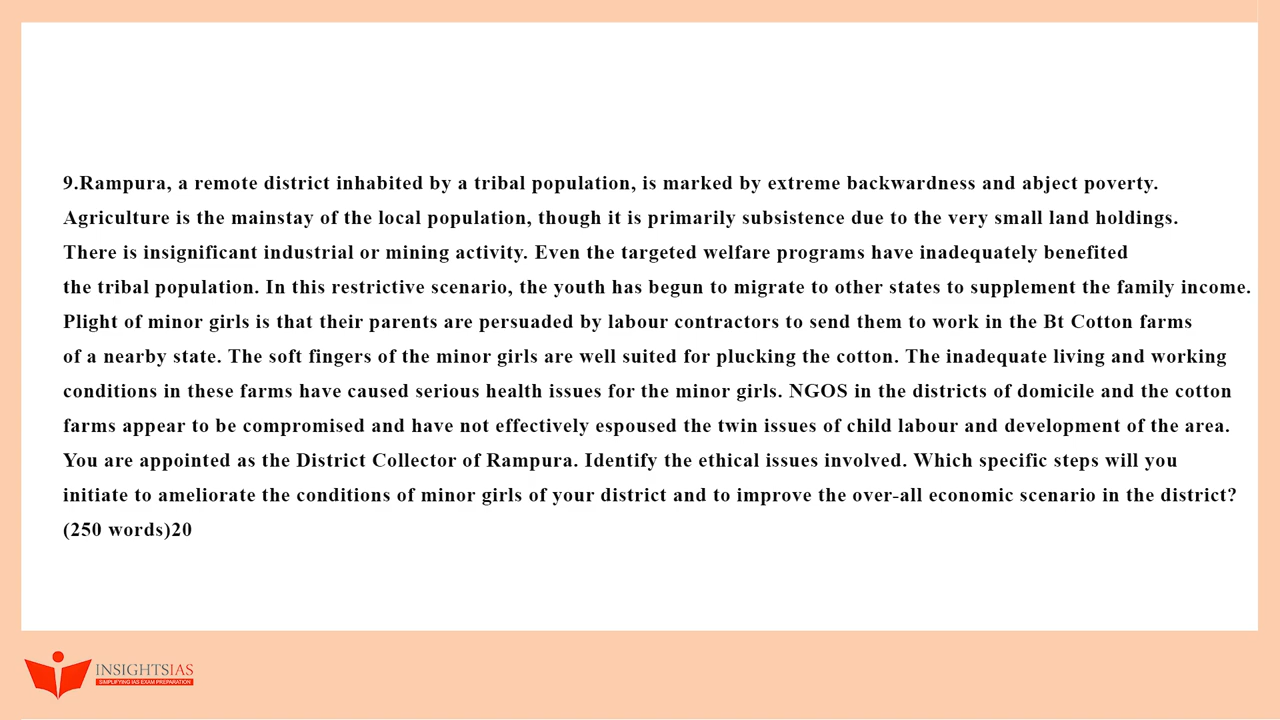 9.Rampura, a remote district inhabited by a tribal population, is marked by extreme backwardness and abject poverty.
Agriculture is the mainstay of the local population, though it is primarily subsistence due to the very small land holdings.
There is insignificant industrial or mining activity. Even the targeted welfare programs have inadequately benefited
the tribal population. In this restrictive scenario, the youth has begun to migrate to other states to supplement the family income.
Plight of minor girls is that their parents are persuaded by labour contractors to send them to work in the Bt Cotton farms
of a nearby state. The soft fingers of the minor girls are well suited for plucking the cotton. The inadequate living and working
conditions in these farms have caused serious health issues for the minor girls. NGOS in the districts of domicile and the cotton
farms appear to be compromised and have not effectively espoused the twin issues of child labour and development of the area.
You are appointed as the District Collector of Rampura. Identify the ethical issues involved. Which specific steps will you
initiate to ameliorate the conditions of minor girls of your district and to improve the over-all economic scenario in the district?
(250 words)20
INSIGHTSIAS
SIMPLIFYING IAS EXAM PREPARATION